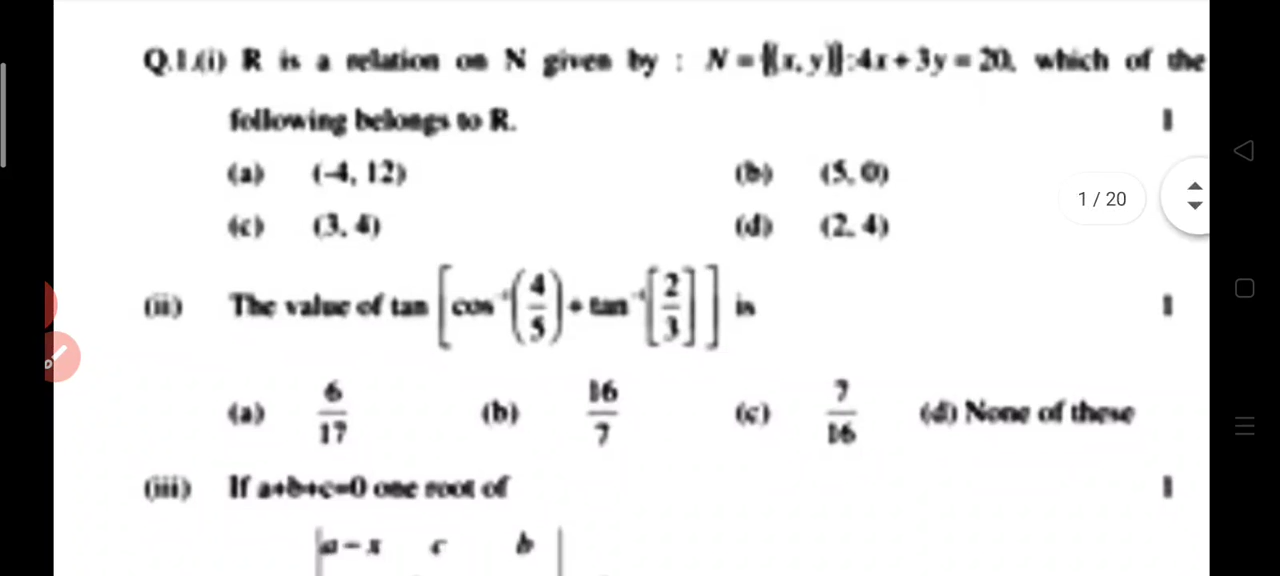 Q.1.(i) R is a relation on N given by : N = {(x, y)}:4x + 3y = 20, which of the
following belongs to R. 1
(a) (-4, 12) (b) (5, 0)
(c) (3, 4) (d) (2, 4)
1 / 20
(ii) The value of tan [cos⁻¹(4/5) + tan⁻¹[2/3]] is 1
(a) 6/17 (b) 16/7 (c) 7/16 (d) None of these
(iii) If a+b+c=0 one root of 1
|a – x c b|